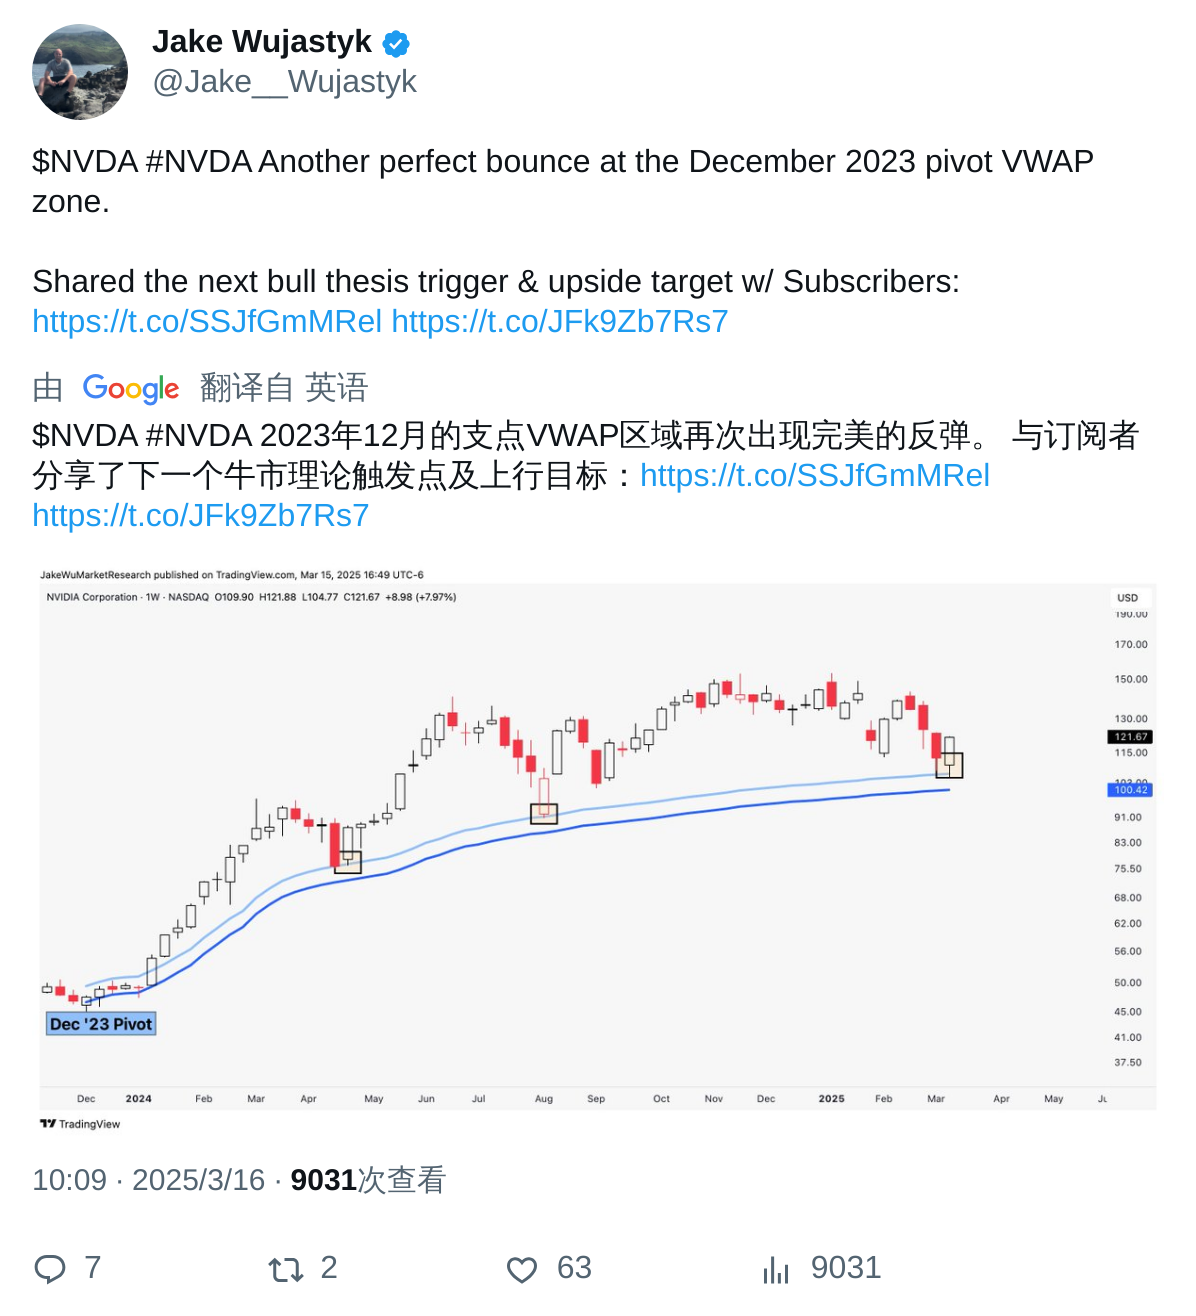 Jake Wujastyk
@Jake__Wujastyk
$NVDA #NVDA Another perfect bounce at the December 2023 pivot VWAP
zone.
Shared the next bull thesis trigger & upside target w/ Subscribers:
https://t.co/SSJfGmMRel https://t.co/JFk9Zb7Rs7
由 Google 翻译自 英语
$NVDA #NVDA 2023年12月的支点VWAP区域再次出现完美的反弹。 与订阅者
分享了下一个牛市理论触发点及上行目标：https://t.co/SSJfGmMRel
https://t.co/JFk9Zb7Rs7
JakeWuMarketResearch published on TradingView.com, Mar 15, 2025 16:49 UTC-6
NVIDIA Corporation · 1W · NASDAQ O109.90 H121.88 L104.77 C121.67 +8.98 (+7.97%)
USD
190.00
170.00
150.00
130.00
121.67
115.00
103.00
100.42
91.00
83.00
75.50
68.00
62.00
56.00
50.00
45.00
41.00
37.50
Dec '23 Pivot
Dec 2024 Feb Mar Apr May Jun Jul Aug Sep Oct Nov Dec 2025 Feb Mar Apr May
TradingView
10:09 · 2025/3/16 · 9031次查看
7 2 63 9031